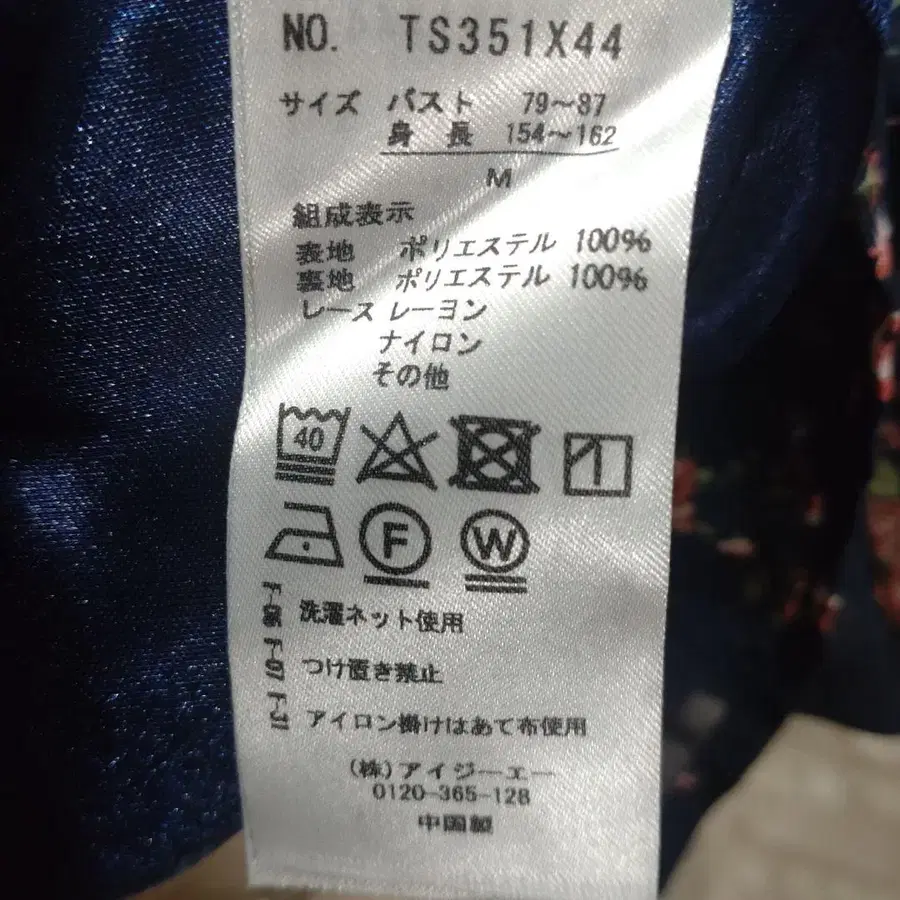 NO. TS351X44
サイズ バスト 79～87
身長 154～162
M
組成表示
表地 ポリエステル 100%
裏地 ポリエステル 100%
レース レーヨン
ナイロン
その他
40
F W
F-06 洗濯ネット使用
F-07 つけ置き禁止
F-31 アイロン掛けはあて布使用
(株)アイジーエー
0120-365-128
中国製